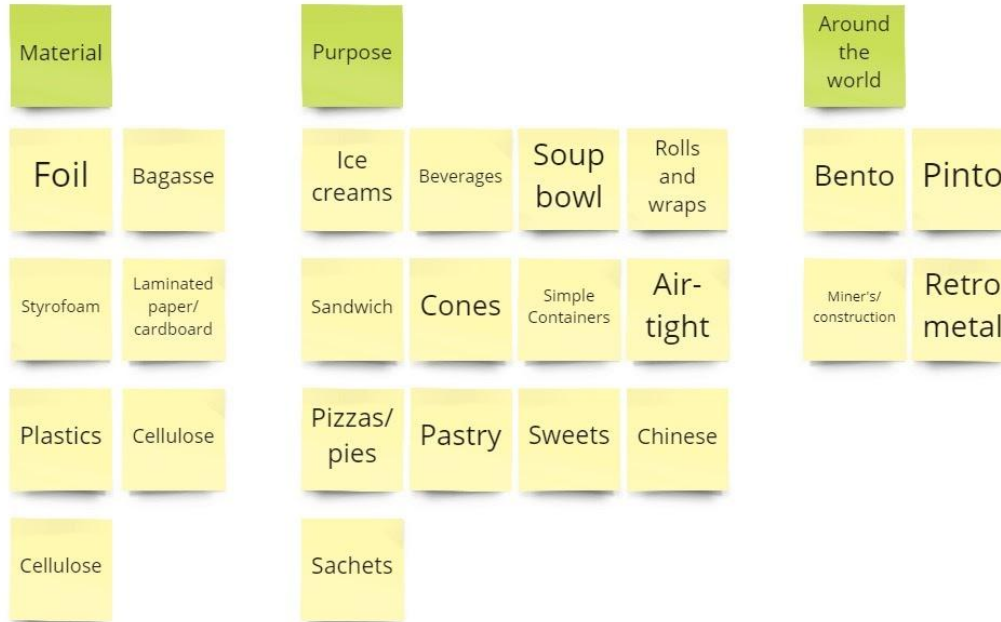 Material
Foil
Bagasse
Styrofoam
Laminated
paper/
cardboard
Plastics
Cellulose
Cellulose
Purpose
Ice
creams
Beverages
Soup
bowl
Rolls
and
wraps
Sandwich
Cones
Simple
Containers
Air-
tight
Pizzas/
pies
Pastry
Sweets
Chinese
Sachets
Around
the
world
Bento
Pinto
Miner's/
construction
Retro
metal